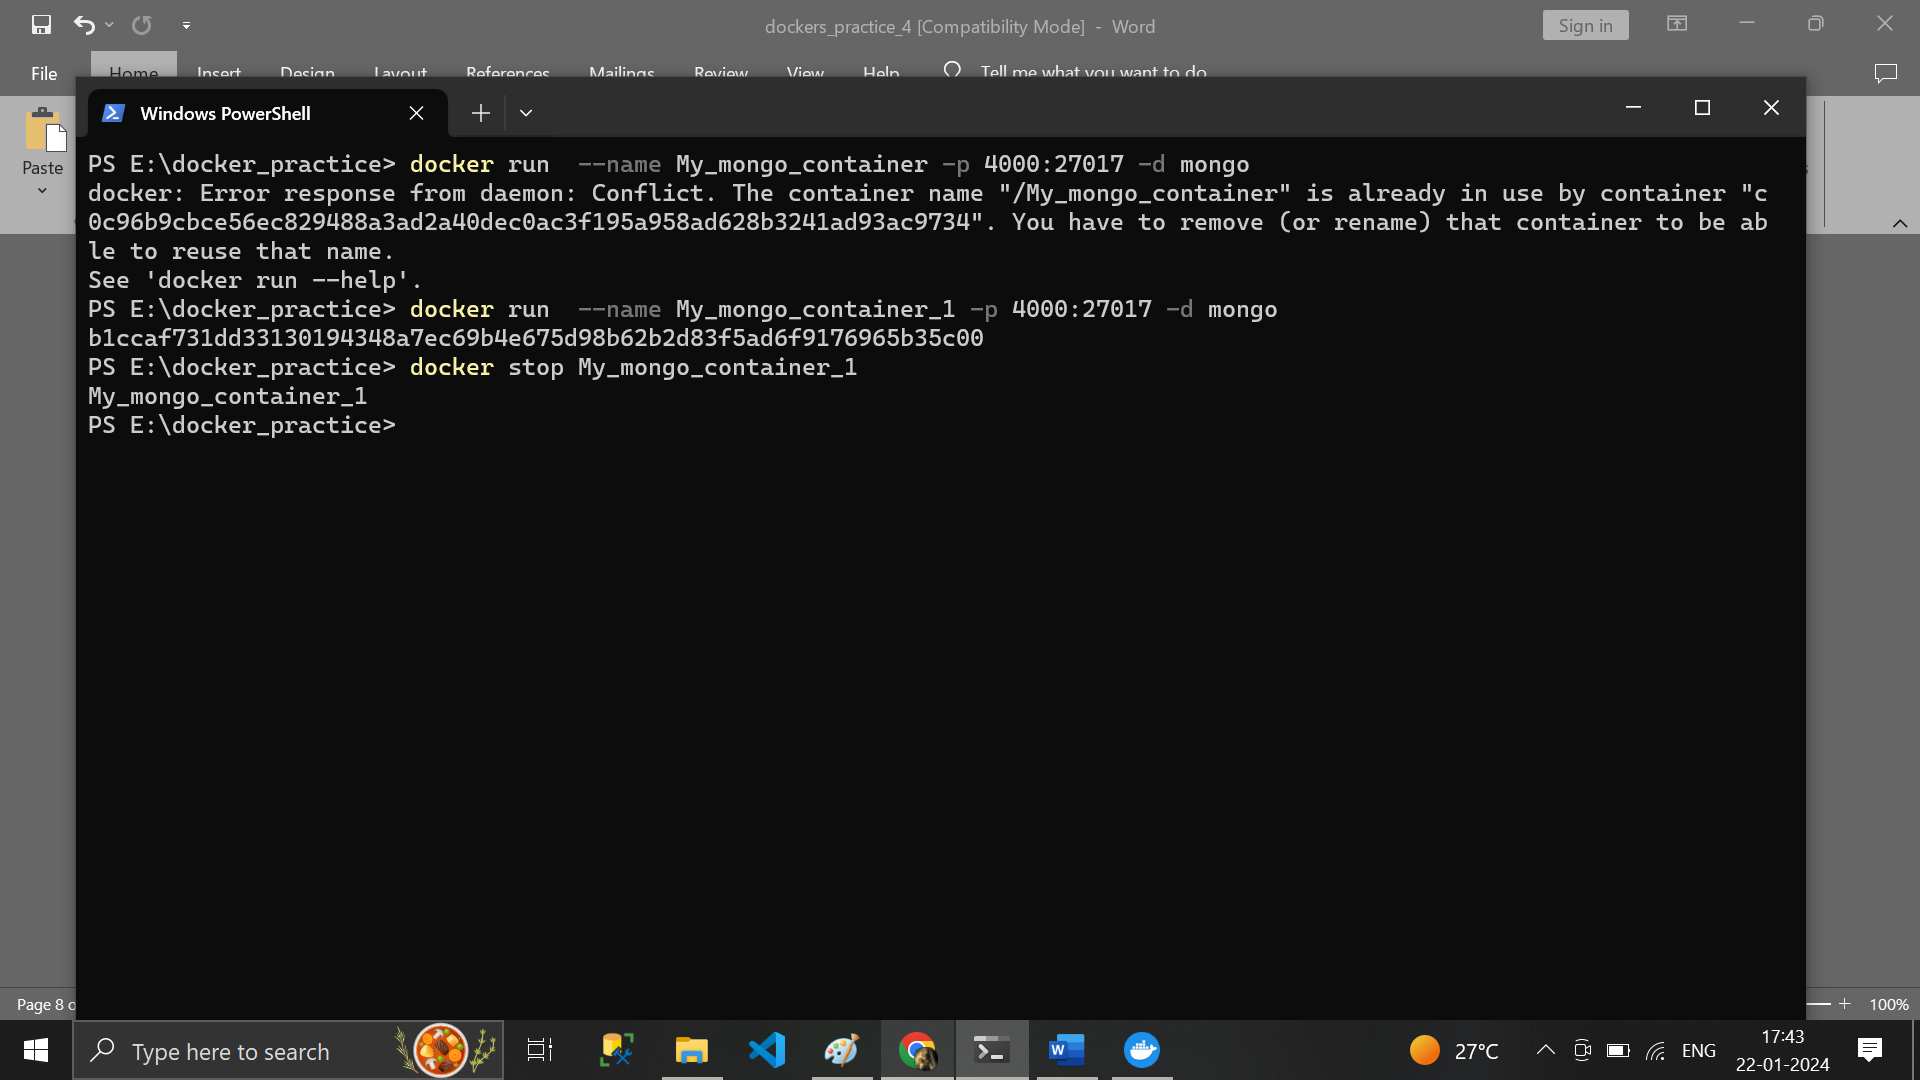 dockers_practice_4 [Compatibility Mode] - Word
Sign in
File Home Insert Design Layout References Mailings Review View Help Tell me what you want to do
Paste
Windows PowerShell
PS E:\docker_practice> docker run  --name My_mongo_container -p 4000:27017 -d mongo
docker: Error response from daemon: Conflict. The container name "/My_mongo_container" is already in use by container "c
0c96b9cbce56ec829488a3ad2a40dec0ac3f195a958ad628b3241ad93ac9734". You have to remove (or rename) that container to be ab
le to reuse that name.
See 'docker run --help'.
PS E:\docker_practice> docker run  --name My_mongo_container_1 -p 4000:27017 -d mongo
b1ccaf731dd33130194348a7ec69b4e675d98b62b2d83f5ad6f9176965b35c00
PS E:\docker_practice> docker stop My_mongo_container_1
My_mongo_container_1
PS E:\docker_practice>
Page 8
100%
Type here to search
27°C
ENG
17:43
22-01-2024